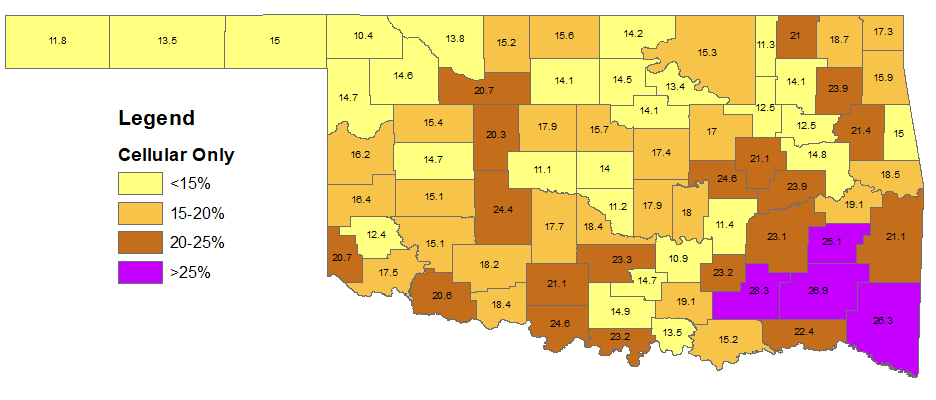 11.8 13.5 15 10.4 13.8 15.2 15.6 14.2 15.3 11.3 21 18.7 17.3
14.7 14.6 20.7 14.1 14.5 13.4 14.1 23.9 15.9
Legend
Cellular Only
<15%
15-20%
20-25%
>25%
15.4 20.3 17.9 15.7 14.1 17 12.5 12.5 21.4 15
16.2 14.7 11.1 14 17.4 24.6 21.1 14.8 23.9 18.5
16.4 15.1 24.4 17.7 18.4 11.2 17.9 18 11.4 23.1 19.1 25.1 21.1
12.4 15.1 20.7 17.5 18.2 21.1 23.3 10.9 14.7 23.2 28.3 26.9
20.6 18.4 24.6 14.9 19.1 23.2 13.5 15.2 22.4 26.3